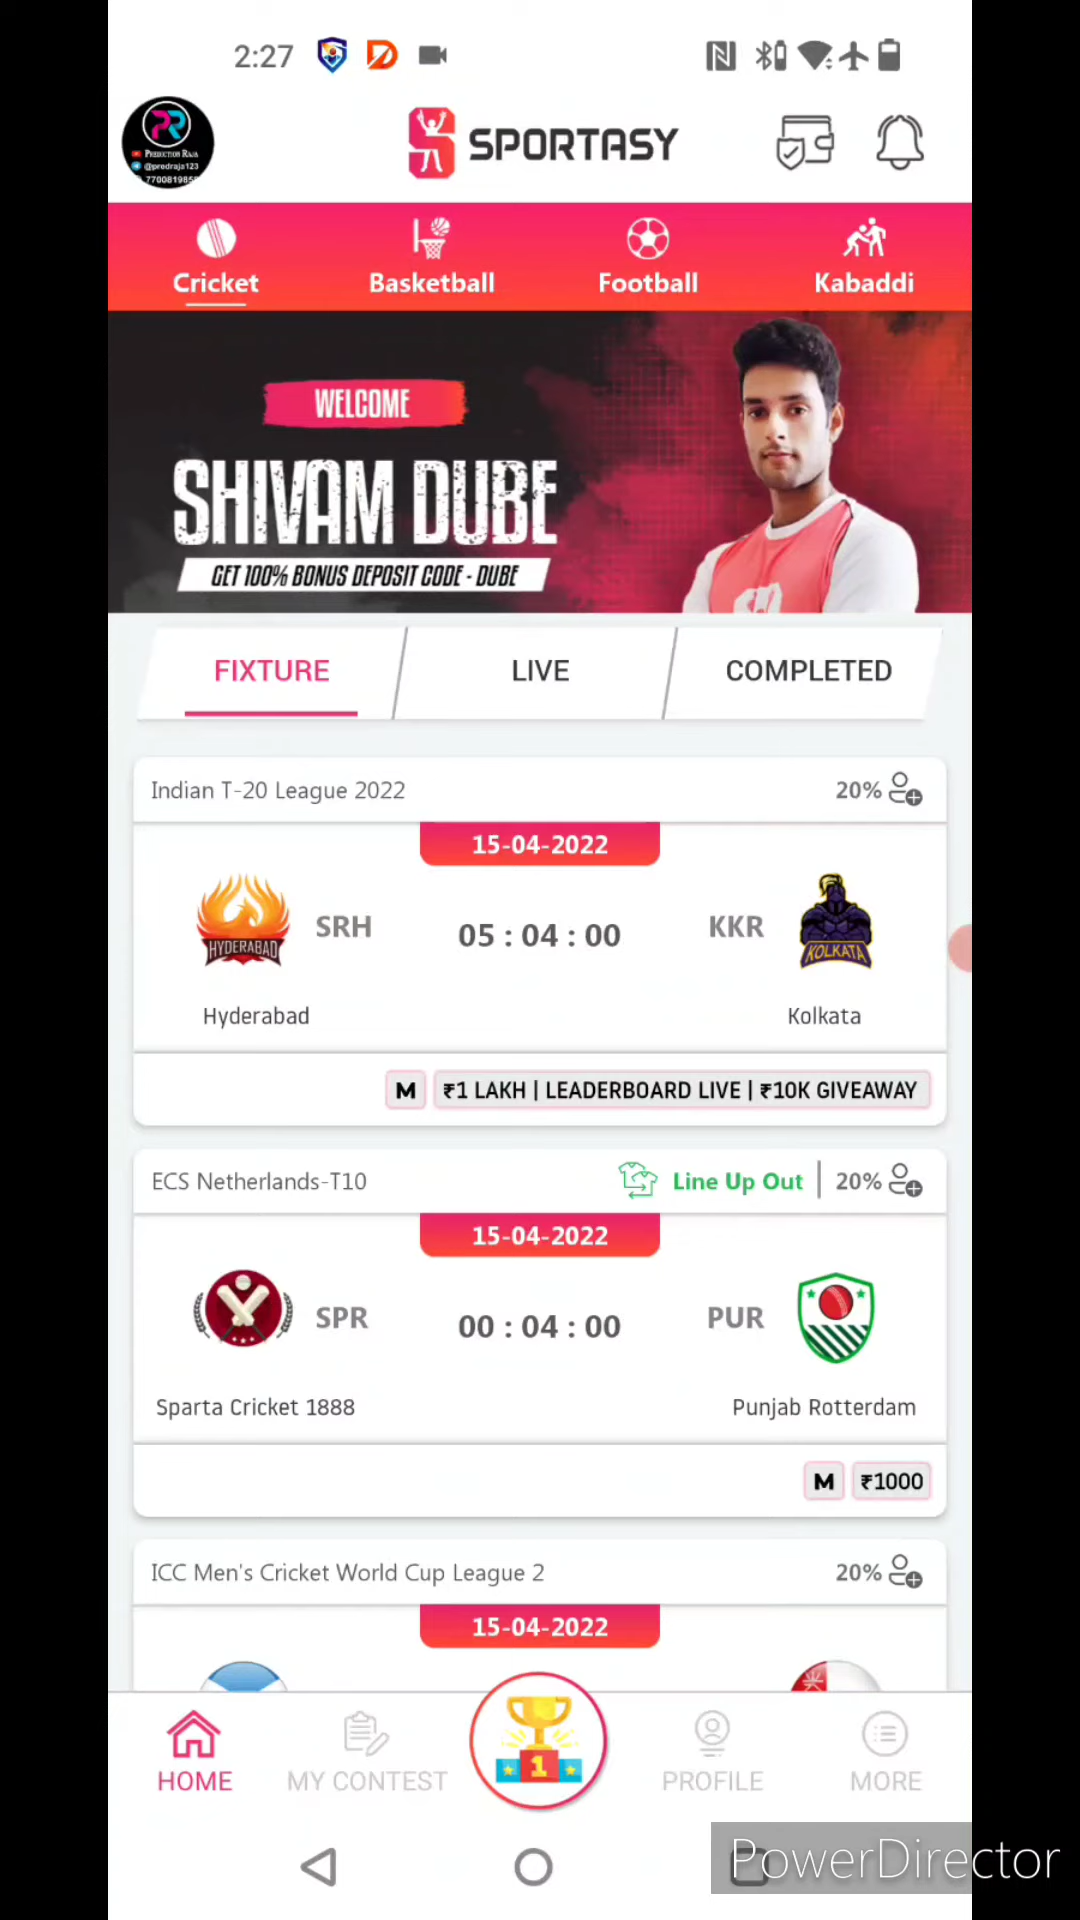 2:27
PREDICTION RAJA
@predraja123
SPORTASY
Cricket
Basketball
Football
Kabaddi
WELCOME
SHIVAM DUBE
GET 100% BONUS DEPOSIT CODE - DUBE
FIXTURE
LIVE
COMPLETED
Indian T-20 League 2022
20%
15-04-2022
HYDERABAD
SRH
05 : 04 : 00
KKR
KOLKATA
Hyderabad
Kolkata
M
₹1 LAKH | LEADERBOARD LIVE | ₹10K GIVEAWAY
ECS Netherlands-T10
Line Up Out
20%
15-04-2022
SPR
00 : 04 : 00
PUR
Sparta Cricket 1888
Punjab Rotterdam
M
₹1000
ICC Men's Cricket World Cup League 2
20%
15-04-2022
1
HOME
MY CONTEST
PROFILE
MORE
PowerDirector